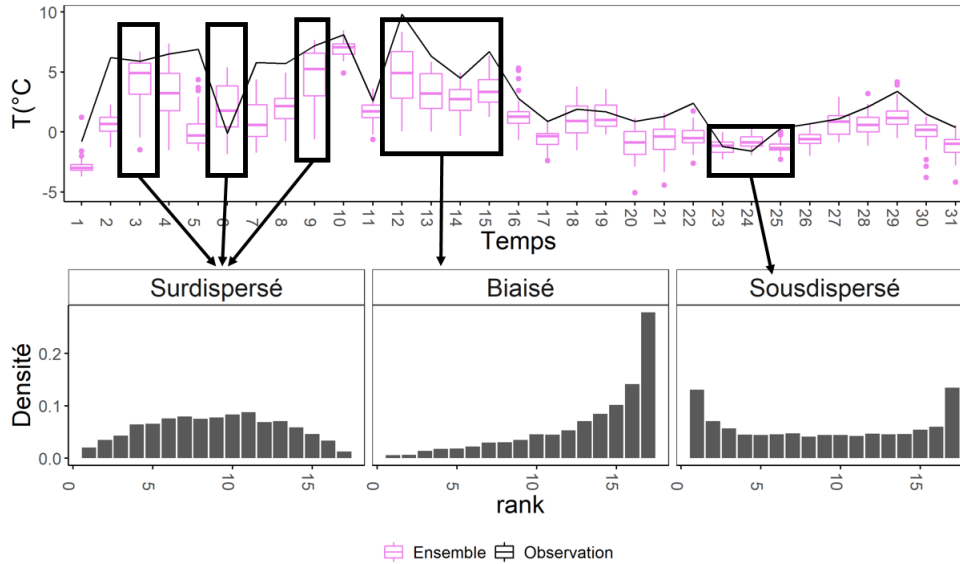 T(°C
10
5
0
-5
1 2 3 4 5 6 7 8 9 10 11 12 13 14 15 16 17 18 19 20 21 22 23 24 25 26 27 28 29 30 31
Temps
Surdispersé Biaisé Sousdispersé
Densité
0.2
0.1
0.0
0 5 10 15 0 5 10 15 0 5 10 15
rank
Ensemble Observation